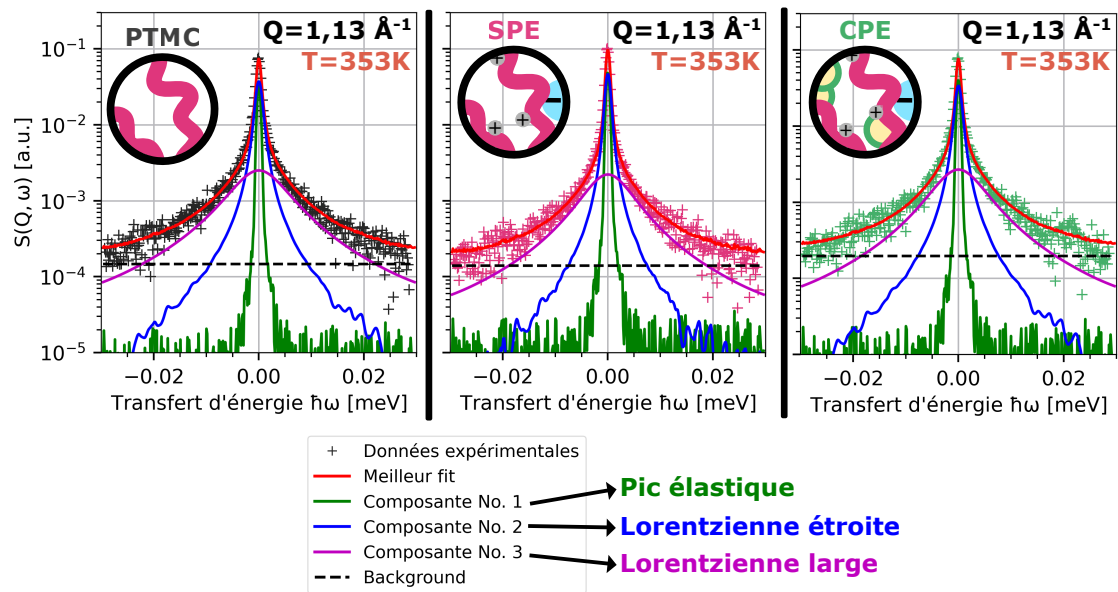 PTMC
Q=1,13 Å⁻¹
T=353K
SPE
Q=1,13 Å⁻¹
T=353K
CPE
Q=1,13 Å⁻¹
T=353K
S(Q, ω) [a.u.]
10⁻¹
10⁻²
10⁻³
10⁻⁴
10⁻⁵
+
+
+
−
+
+
+
−
−0.02 0.00 0.02
−0.02 0.00 0.02
−0.02 0.00 0.02
Transfert d'énergie ħω [meV]
Transfert d'énergie ħω [meV]
Transfert d'énergie ħω [meV]
Données expérimentales
Meilleur fit
Composante No. 1
Pic élastique
Composante No. 2
Lorentzienne étroite
Composante No. 3
Lorentzienne large
Background